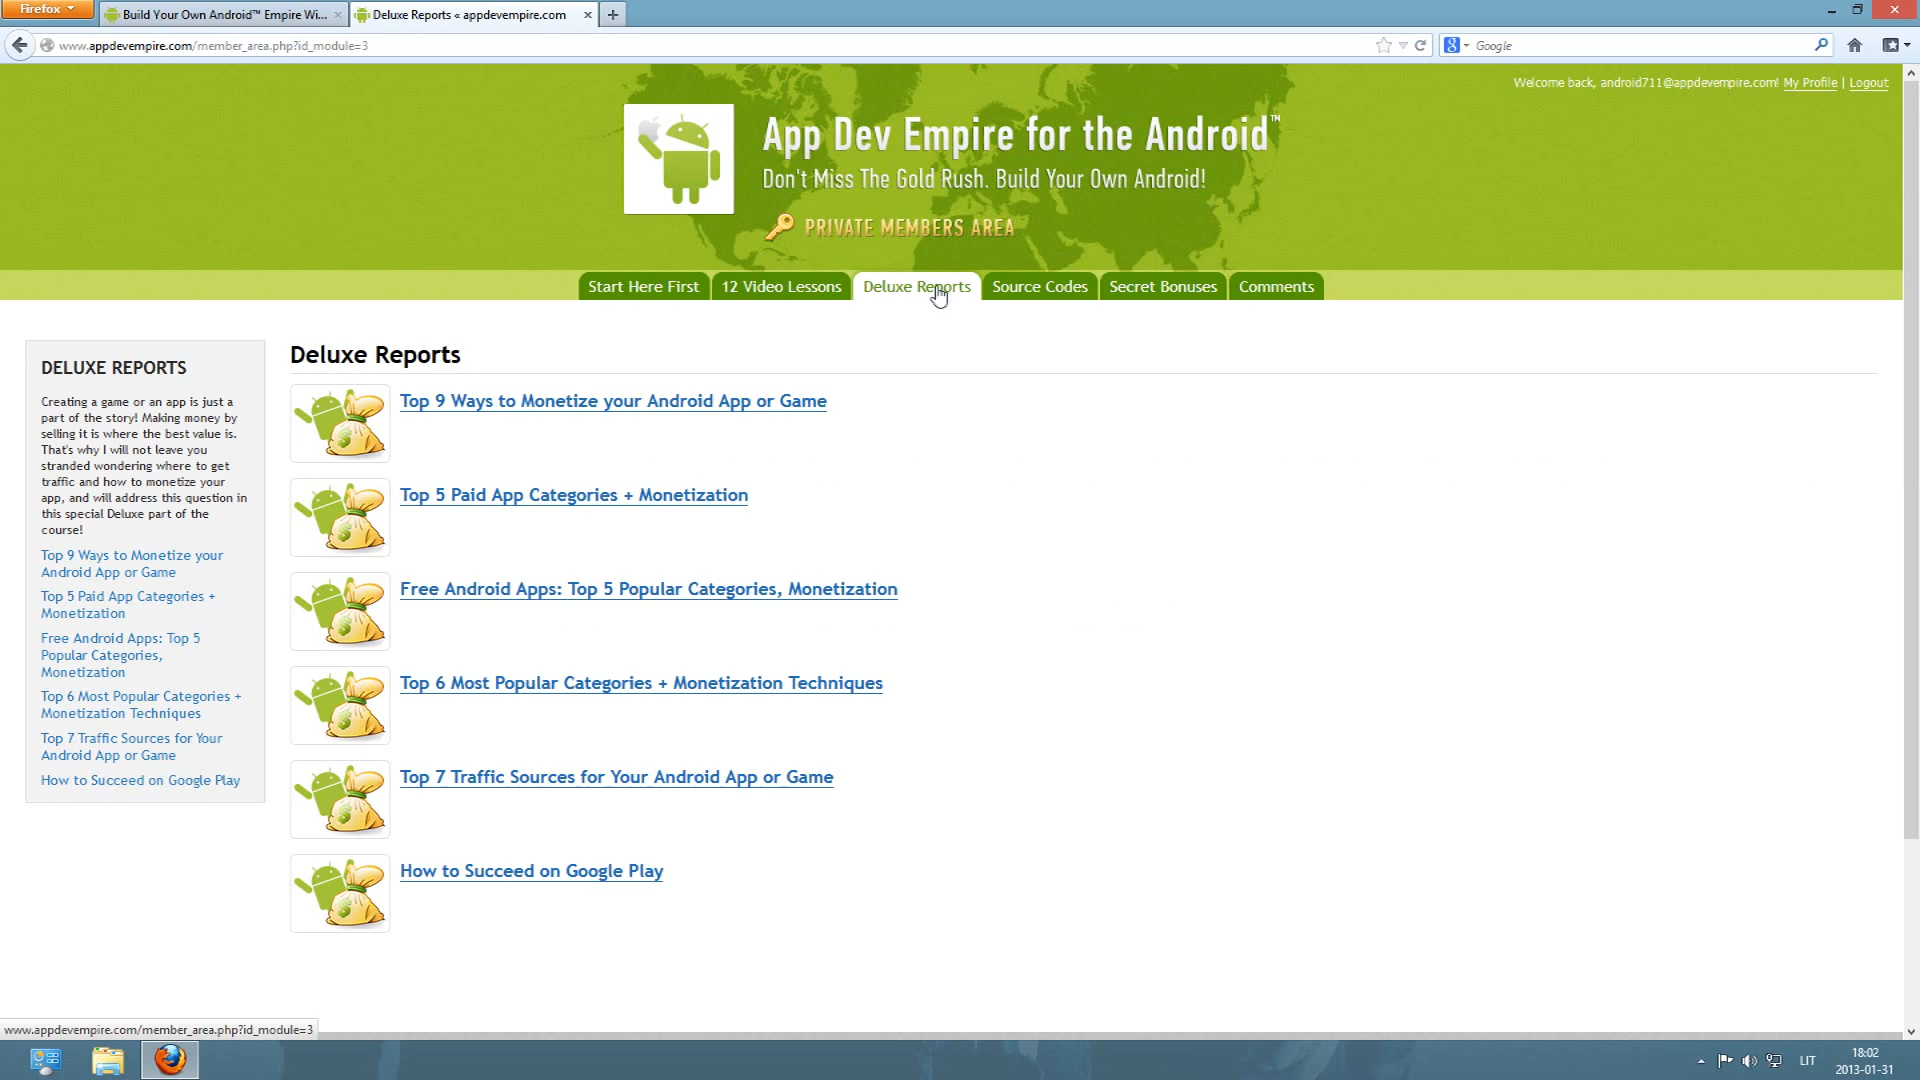 Firefox
Build Your Own Android™ Empire Wi...
Deluxe Reports « appdevempire.com
www.appdevempire.com/member_area.php?id_module=3
Google
Welcome back, android711@appdevempire.com! My Profile | Logout
App Dev Empire for the Android™
Don't Miss The Gold Rush. Build Your Own Android!
PRIVATE MEMBERS AREA
Start Here First
12 Video Lessons
Deluxe Reports
Source Codes
Secret Bonuses
Comments
DELUXE REPORTS
Creating a game or an app is just a
part of the story! Making money by
selling it is where the best value is.
That's why I will not leave you
stranded wondering where to get
traffic and how to monetize your
app, and will address this question in
this special Deluxe part of the
course!
Top 9 Ways to Monetize your
Android App or Game
Top 5 Paid App Categories +
Monetization
Free Android Apps: Top 5
Popular Categories,
Monetization
Top 6 Most Popular Categories +
Monetization Techniques
Top 7 Traffic Sources for Your
Android App or Game
How to Succeed on Google Play
Deluxe Reports
Top 9 Ways to Monetize your Android App or Game
Top 5 Paid App Categories + Monetization
Free Android Apps: Top 5 Popular Categories, Monetization
Top 6 Most Popular Categories + Monetization Techniques
Top 7 Traffic Sources for Your Android App or Game
How to Succeed on Google Play
www.appdevempire.com/member_area.php?id_module=3
LIT
18:02
2013-01-31